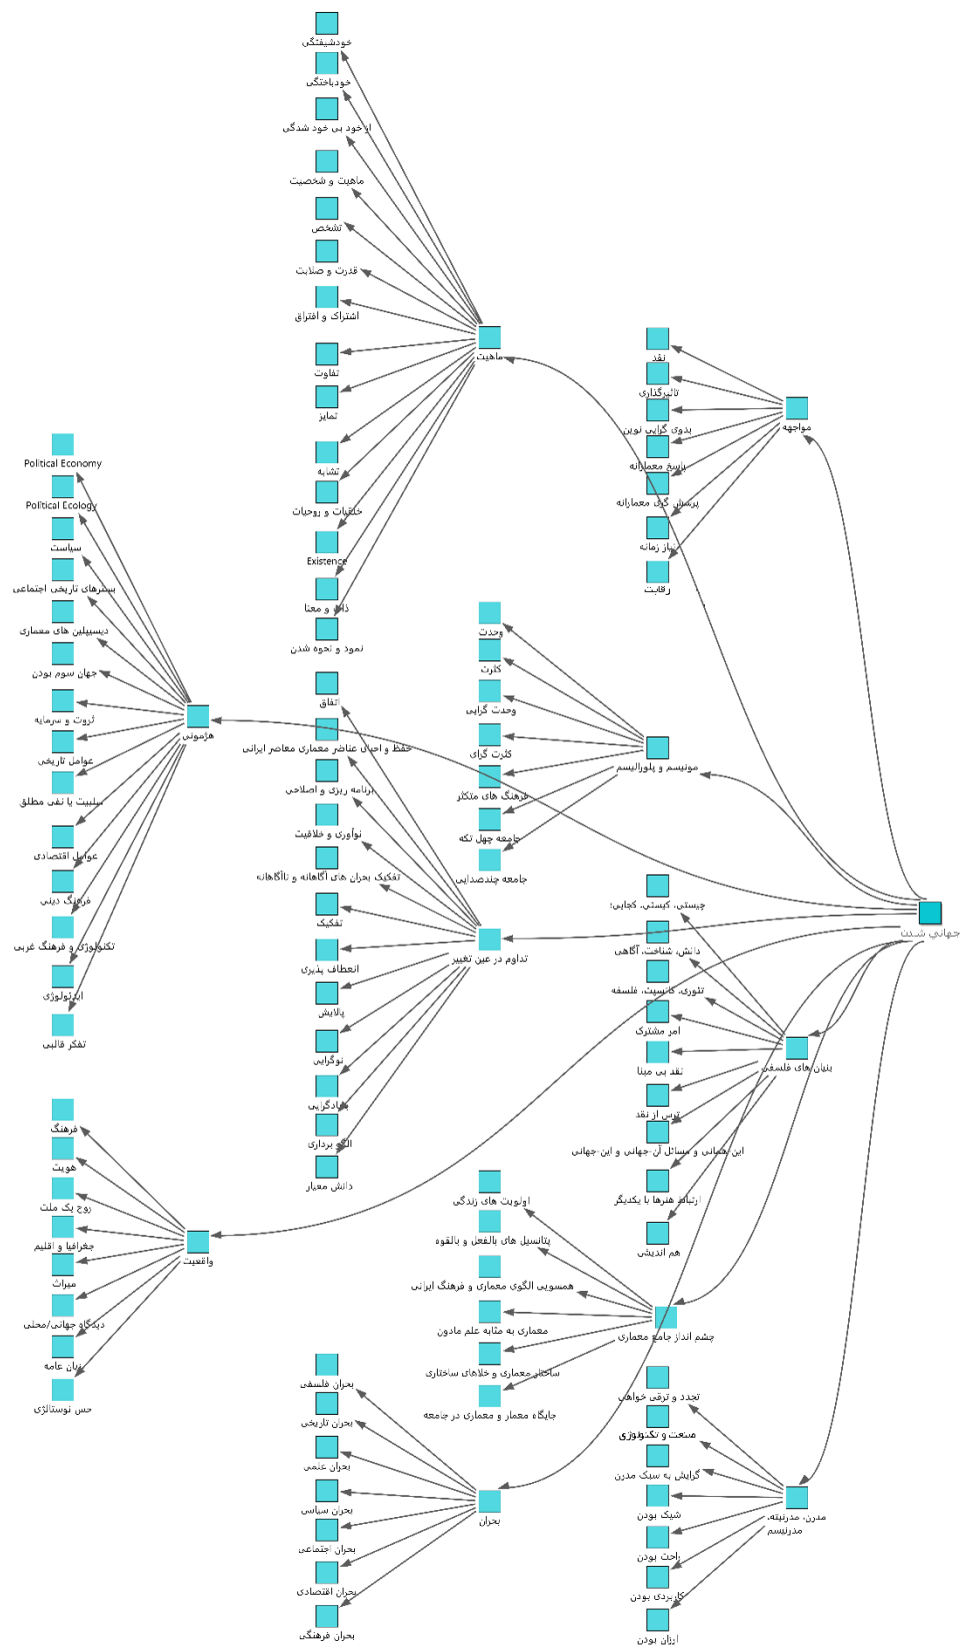 خودشیفتگی
خودباختگی
از خود بی خود شدگی
ماهیت و شخصیت
تشخص
قدرت و صلابت
اشتراک و افتراق
تفاوت
تمایز
تشابه
خلقیات و روحیات
Existence
ذات و معنا
نمود و نحوه شدن
ماهیت
نقد
تاثیرگذاری
بدوی گرایی نوین
پاسخ معمارانه
پرسش گری معمارانه
نیاز زمانه
رقابت
مواجهه
Political Economy
Political Ecology
سیاست
بسترهای تاریخی اجتماعی
دیسیپلین های معماری
جهان سوم بودن
ثروت و سرمایه
عوامل تاریخی
سلبیت یا نفی مطلق
عوامل اقتصادی
فرهنگ دینی
تکنولوژی و فرهنگ غربی
ایدئولوژی
تفکر قالبی
هژمونی
وحدت
کثرت
وحدت گرایی
کثرت گرای
فرهنگ های متکثر
جامعه چهل تکه
جامعه چندصدایی
مونیسم و پلورالیسم
اتفاق
حفظ و احیای عناصر معماری معاصر ایرانی
برنامه ریزی و اصلاحی
نوآوری و خلاقیت
تفکیک بحران های آگاهانه و ناآگاهانه
تفکیک
انعطاف پذیری
پالایش
نوگرایی
بنیادگرایی
الگو برداری
دانش معیار
تداوم در عین تغییر
جهانی شدن
چیستی، کیستی، کجایی؛
دانش، شناخت، آگاهی
تئوری، کانسپت، فلسفه
امر مشترک
نقد بی مبنا
ترس از نقد
این-همانی و مسائل آن-جهانی و این-جهانی
ارتباط هنرها با یکدیگر
هم اندیشی
بنیان های فلسفی
فرهنگ
هویت
روح یک ملت
جغرافیا و اقلیم
میراث
دیدگاه جهانی/محلی
زبان عامه
حس نوستالژی
واقعیت
اولویت های زندگی
پتانسیل های بالفعل و بالقوه
همسویی الگوی معماری و فرهنگ ایرانی
معماری به مثابه علم مادون
ساختار معماری و خلاهای ساختاری
جایگاه معمار و معماری در جامعه
چشم انداز جامع معماری
بحران فلسفی
بحران تاریخی
بحران علمی
بحران سیاسی
بحران اجتماعی
بحران اقتصادی
بحران فرهنگی
بحران
تجدد و ترقی خواهی
صنعت و تکنولوژی
گرایش به سبک مدرن
شیک بودن
راحت بودن
کاربردی بودن
ارزان بودن
مدرن، مدرنیته،
مدرنیسم